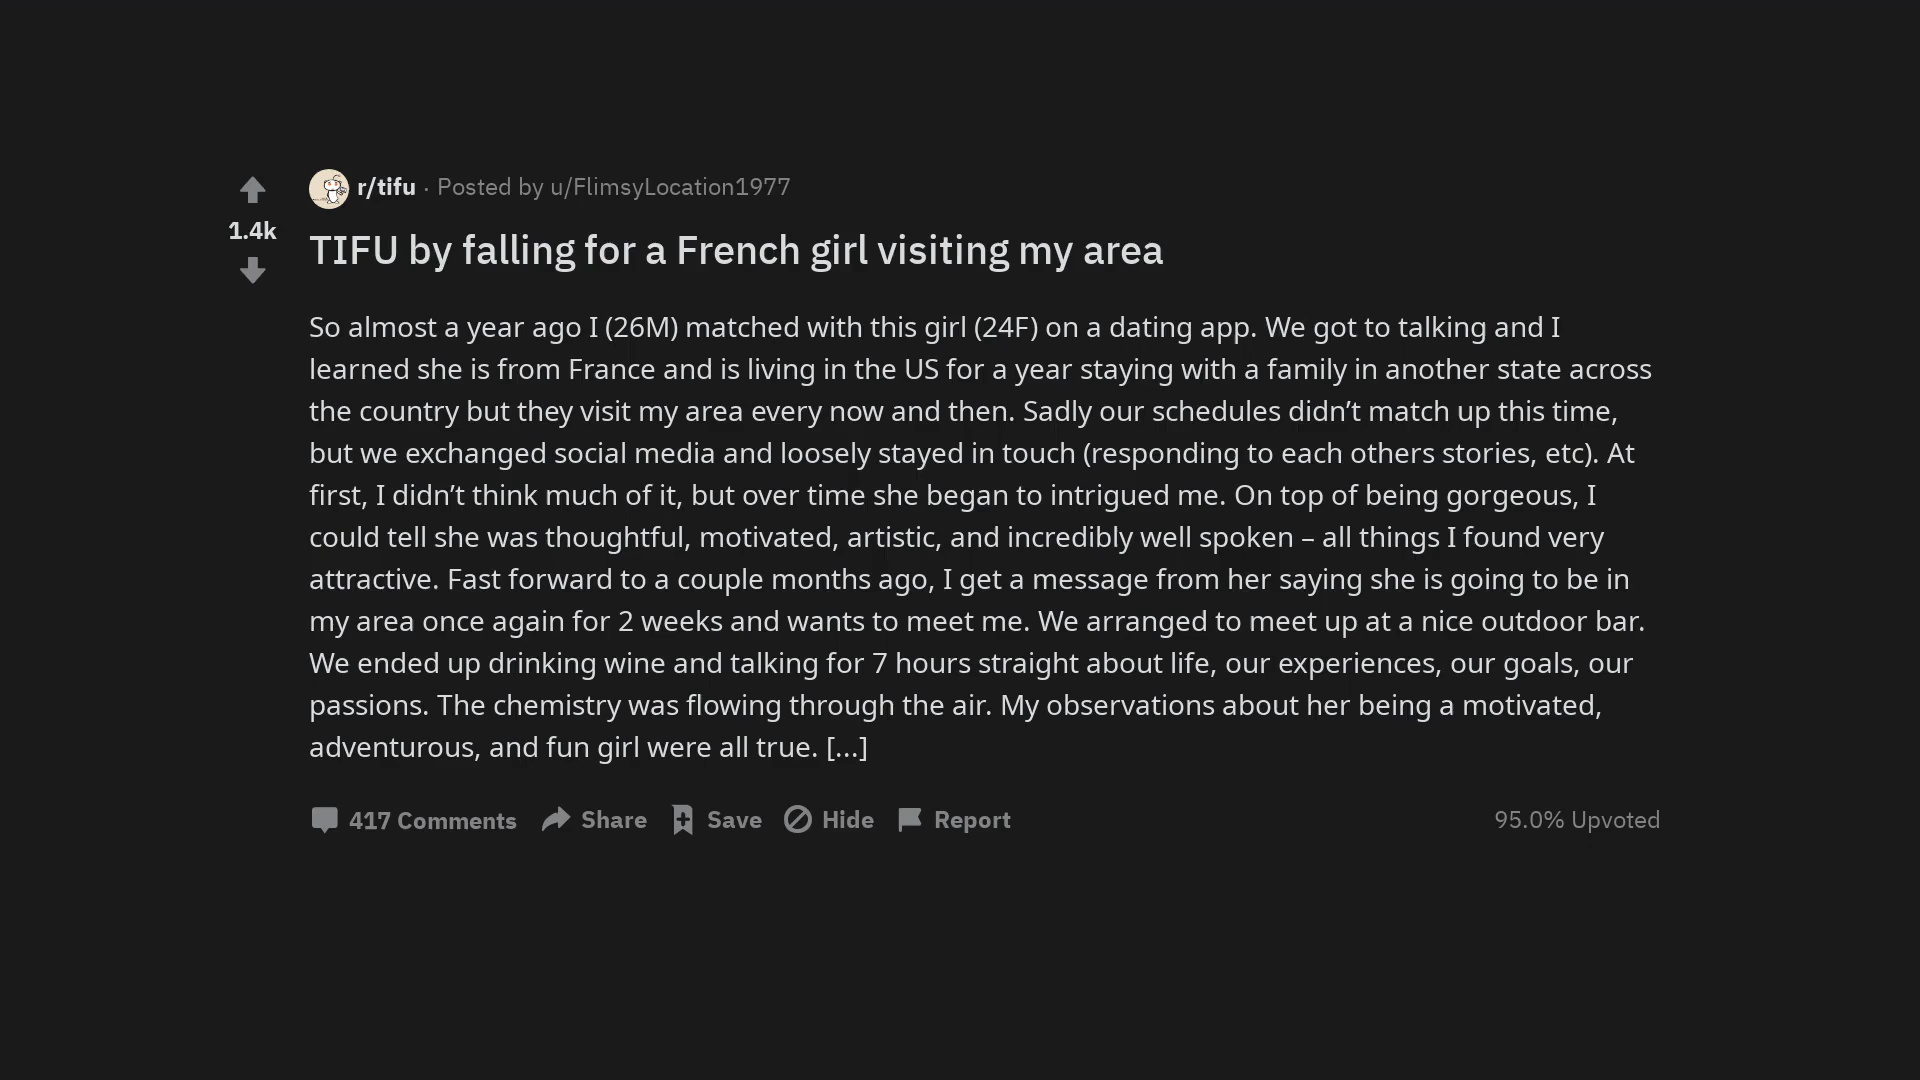 r/tifu · Posted by u/FlimsyLocation1977
1.4k
TIFU by falling for a French girl visiting my area
So almost a year ago I (26M) matched with this girl (24F) on a dating app. We got to talking and I
learned she is from France and is living in the US for a year staying with a family in another state across
the country but they visit my area every now and then. Sadly our schedules didn’t match up this time,
but we exchanged social media and loosely stayed in touch (responding to each others stories, etc). At
first, I didn’t think much of it, but over time she began to intrigued me. On top of being gorgeous, I
could tell she was thoughtful, motivated, artistic, and incredibly well spoken – all things I found very
attractive. Fast forward to a couple months ago, I get a message from her saying she is going to be in
my area once again for 2 weeks and wants to meet me. We arranged to meet up at a nice outdoor bar.
We ended up drinking wine and talking for 7 hours straight about life, our experiences, our goals, our
passions. The chemistry was flowing through the air. My observations about her being a motivated,
adventurous, and fun girl were all true. [...]
417 Comments Share Save Hide Report 95.0% Upvoted